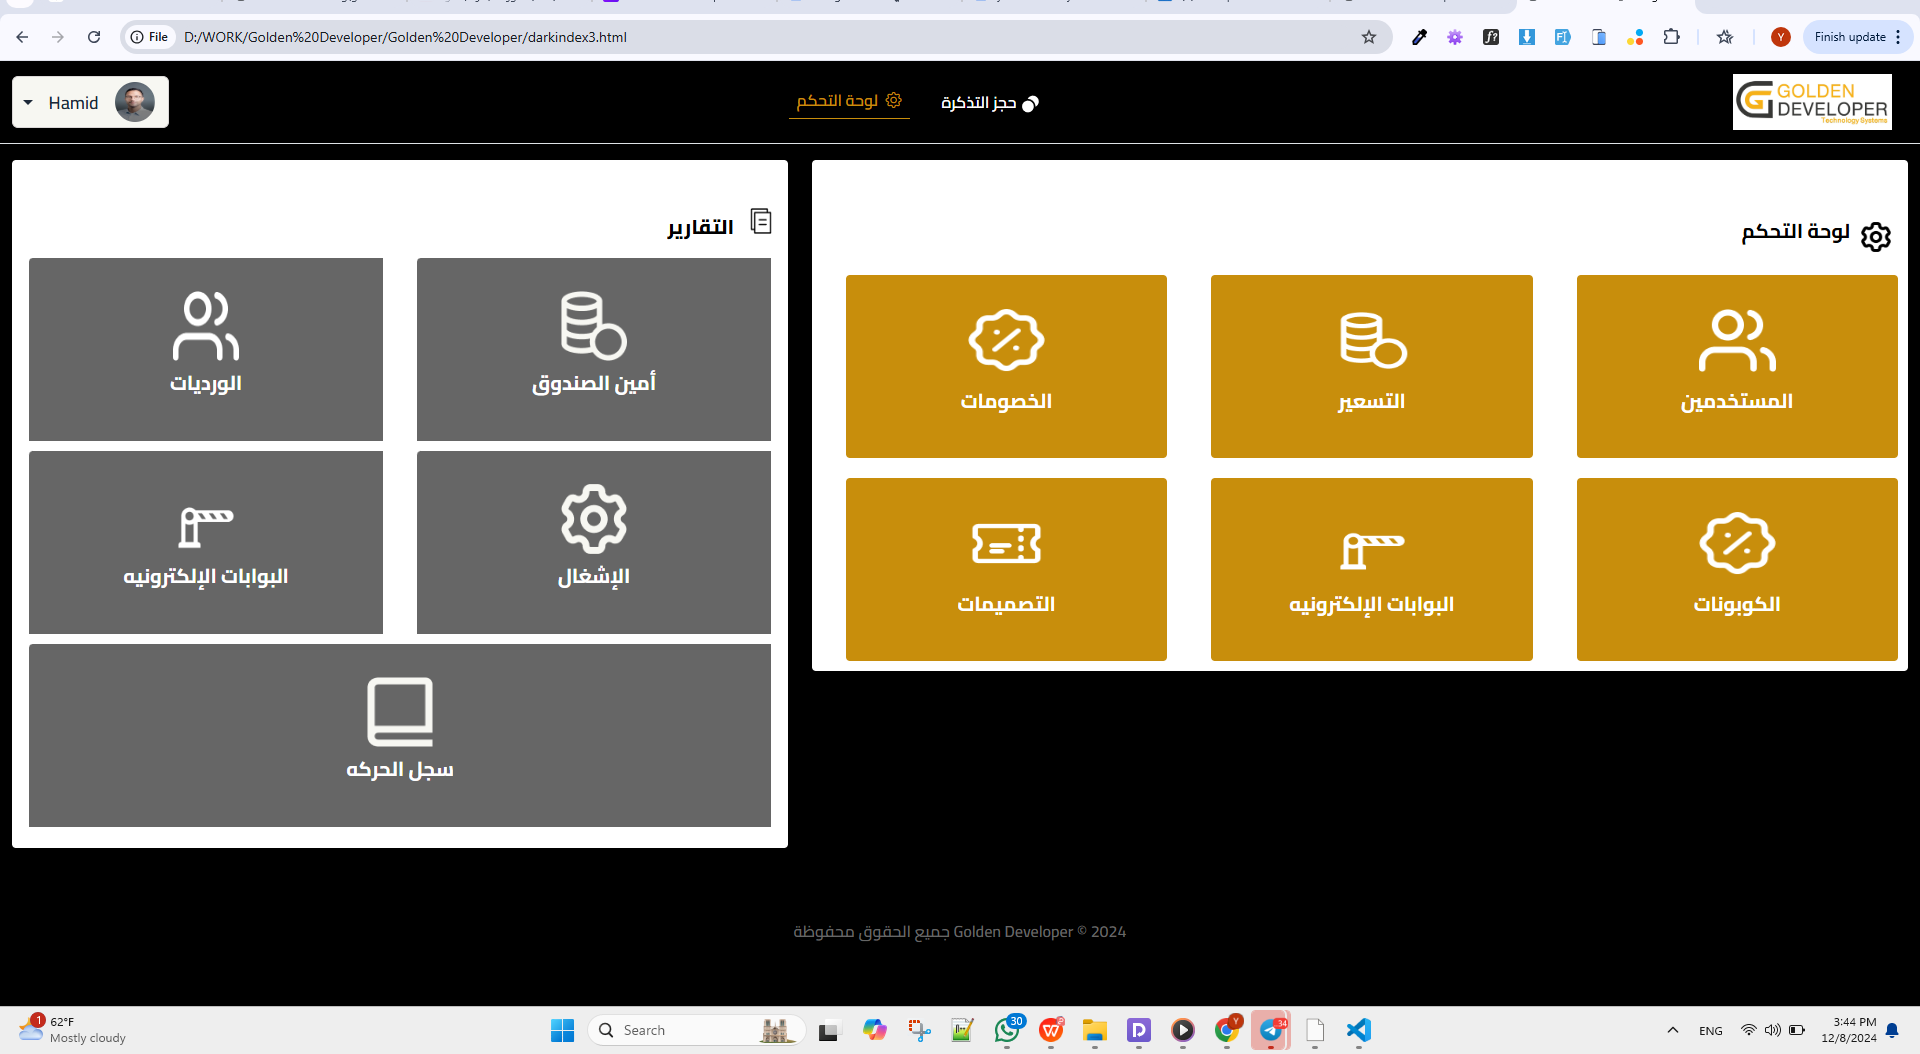 File
D:/WORK/Golden%20Developer/Golden%20Developer/darkindex3.html
Finish update
Y
GOLDEN
DEVELOPER
Technology Systems
حجز التذكرة
لوحة التحكم
Hamid
لوحة التحكم
المستخدمين
التسعير
الخصومات
الكوبونات
البوابات الإلكترونيه
التصميمات
التقارير
أمين الصندوق
الورديات
الإشغال
البوابات الإلكترونيه
سجل الحركه
جميع الحقوق محفوظة Golden Developer © 2024
1
62°F
Mostly cloudy
Search
30
Y
34
ENG
3:44 PM
12/8/2024